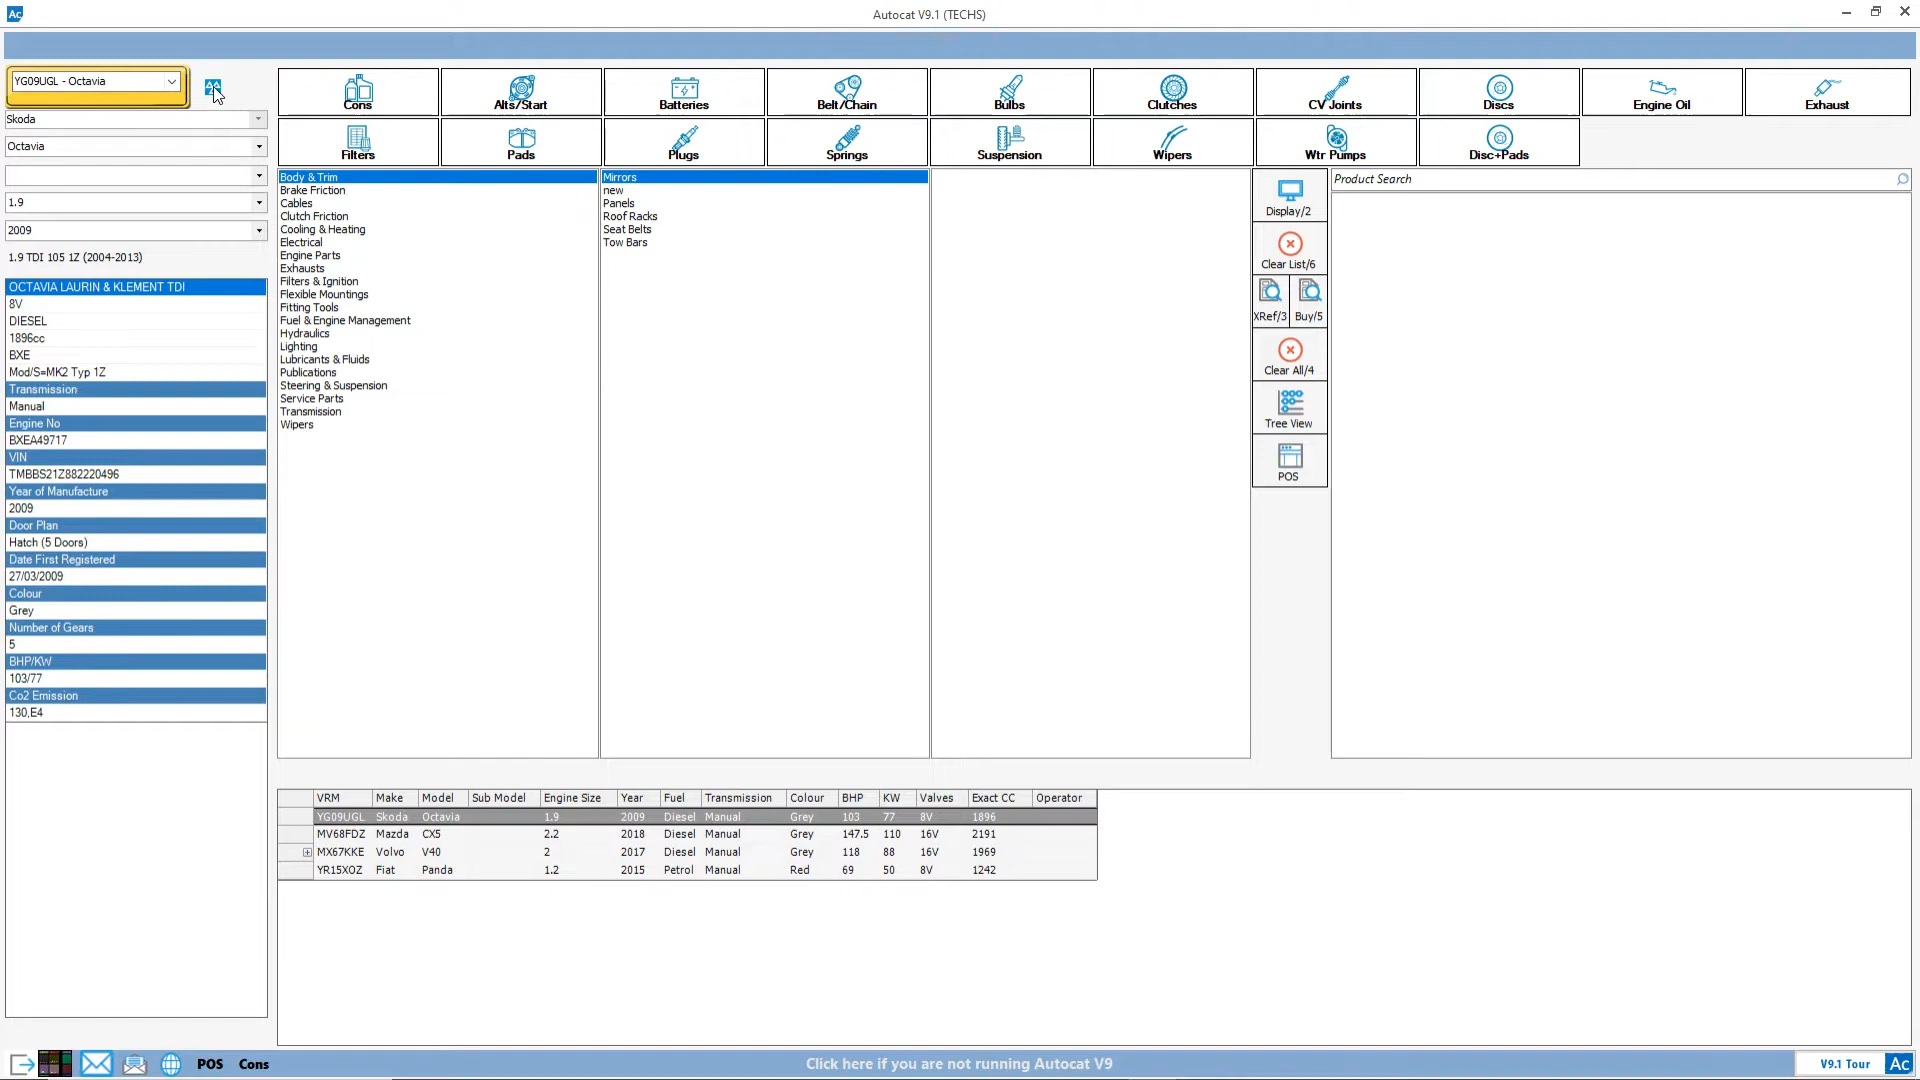 Ac Autocat V9.1 (TECHS)
YG09UGL - Octavia
Skoda
Octavia
1.9
2009
1.9 TDI 105 1Z (2004-2013)
OCTAVIA LAURIN & KLEMENT TDI
8V
DIESEL
1896cc
BXE
Mod/S=MK2 Typ 1Z
Transmission
Manual
Engine No
BXEA49717
VIN
TMBBS21Z882220496
Year of Manufacture
2009
Door Plan
Hatch (5 Doors)
Date First Registered
27/03/2009
Colour
Grey
Number of Gears
5
BHP/KW
103/77
Co2 Emission
130,E4
Cons Alts/Start Batteries Belt/Chain Bulbs Clutches CV Joints Discs Engine Oil Exhaust
Filters Pads Plugs Springs Suspension Wipers Wtr Pumps Disc+Pads
Body & Trim
Brake Friction
Cables
Clutch Friction
Cooling & Heating
Electrical
Engine Parts
Exhausts
Filters & Ignition
Flexible Mountings
Fitting Tools
Fuel & Engine Management
Hydraulics
Lighting
Lubricants & Fluids
Publications
Steering & Suspension
Service Parts
Transmission
Wipers
Mirrors
new
Panels
Roof Racks
Seat Belts
Tow Bars
Display/2
Clear List/6
XRef/3 Buy/5
Clear All/4
Tree View
POS
Product Search
VRM Make Model Sub Model Engine Size Year Fuel Transmission Colour BHP KW Valves Exact CC Operator
YG09UGL Skoda Octavia 1.9 2009 Diesel Manual Grey 103 77 8V 1896
MV68FDZ Mazda CX5 2.2 2018 Diesel Manual Grey 147.5 110 16V 2191
MX67KKE Volvo V40 2 2017 Diesel Manual Grey 118 88 16V 1969
YR15XOZ Fiat Panda 1.2 2015 Petrol Manual Red 69 50 8V 1242
POS Cons Click here if you are not running Autocat V9 V9.1 Tour Ac